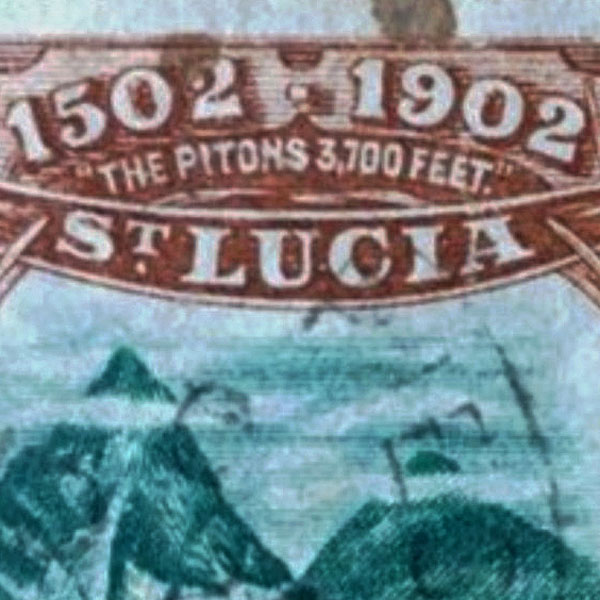 1502 - 1902
"THE PITONS 3,700 FEET."
ST LUCIA